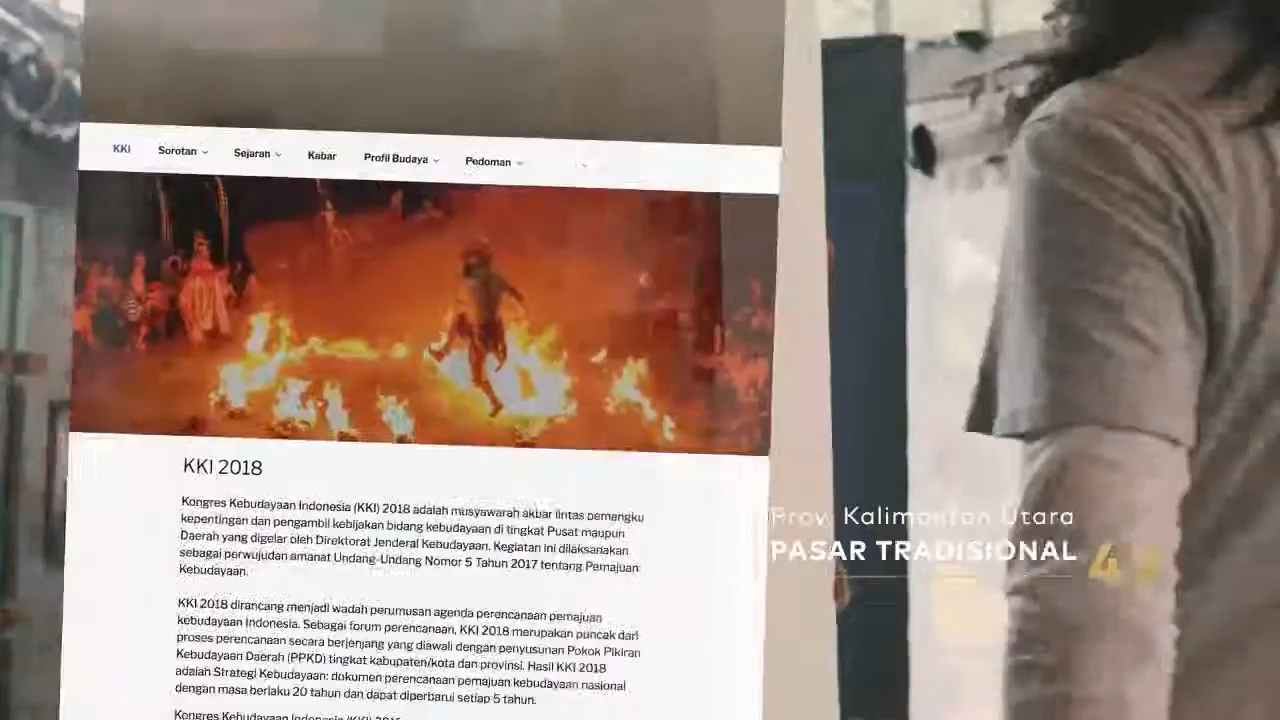 KKI Sorotan Sejarah Kabar Profil Budaya Pedoman
KKI 2018
Kongres Kebudayaan Indonesia (KKI) 2018 adalah musyawarah akbar lintas pemangku
kepentingan dan pengambil kebijakan bidang kebudayaan di tingkat Pusat maupun
Daerah yang digelar oleh Direktorat Jenderal Kebudayaan. Kegiatan ini dilaksanakan
sebagai perwujudan amanat Undang-Undang Nomor 5 Tahun 2017 tentang Pemajuan
Kebudayaan.
KKI 2018 dirancang menjadi wadah perumusan agenda perencanaan pemajuan
kebudayaan Indonesia. Sebagai forum perencanaan, KKI 2018 merupakan puncak dari
proses perencanaan secara berjenjang yang diawali dengan penyusunan Pokok Pikiran
Kebudayaan Daerah (PPKD) tingkat kabupaten/kota dan provinsi. Hasil KKI 2018
adalah Strategi Kebudayaan: dokumen perencanaan pemajuan kebudayaan nasional
dengan masa berlaku 20 tahun dan dapat diperbarui setiap 5 tahun.
Kongres Kebudayaan Indonesia (KKI)
Prov. Kalimantan Utara
PASAR TRADISIONAL